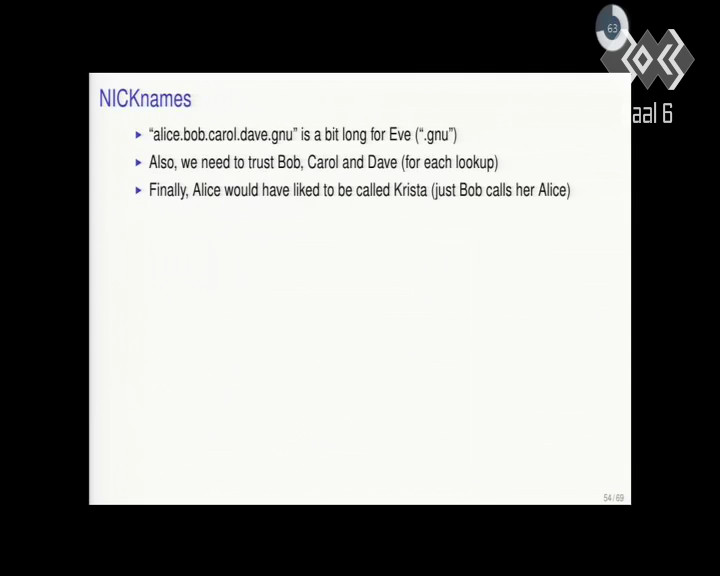 63
aal 6
NICKnames
“alice.bob.carol.dave.gnu” is a bit long for Eve (“.gnu”)
Also, we need to trust Bob, Carol and Dave (for each lookup)
Finally, Alice would have liked to be called Krista (just Bob calls her Alice)
54 / 69